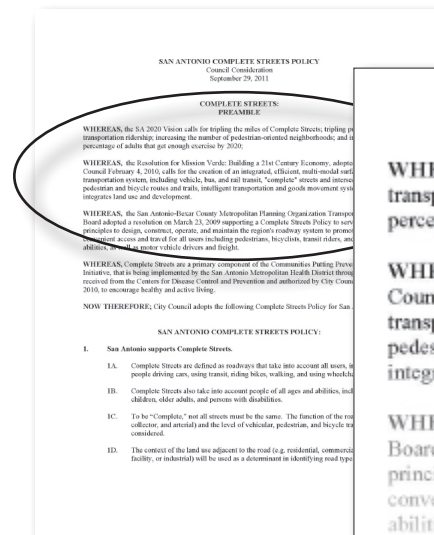 SAN ANTONIO COMPLETE STREETS POLICY
Council Consideration
September 29, 2011
COMPLETE STREETS:
PREAMBLE
WHEREAS, the SA 2020 Vision calls for tripling the miles of Complete Streets; tripling
transportation ridership; increasing the number of pedestrian-oriented neighborhoods; and
percentage of adults that get enough exercise by 2020;
WHEREAS, the Resolution for Mission Verde: Building a 21st Century Economy,
Council February 4, 2010, calls for the creation of an integrated, efficient, multi-modal
transportation system, including vehicle, bus, and rail transit, "complete" streets and
pedestrian and bicycle routes and trails, intelligent transportation and goods movement
integrates land use and development.
WHEREAS, the San Antonio-Bexar County Metropolitan Planning Organization
Board adopted a resolution on March 23, 2009 supporting a Complete Streets Policy to
principles to design, construct, operate, and maintain the region's roadway system to
convenient access and travel for all users including pedestrians, bicyclists, transit riders,
abilities, as well as motor vehicle drivers and freight.
WHEREAS, Complete Streets are a primary component of the Communities Putting
Initiative, that is being implemented by the San Antonio Metropolitan Health District
received from the Centers for Disease Control and Prevention and authorized by City
2010, to encourage healthy and active living.
NOW THEREFORE; City Council adopts the following Complete Streets Policy for San
SAN ANTONIO COMPLETE STREETS POLICY:
1. San Antonio supports Complete Streets.
1A. Complete Streets are defined as roadways that take into account all users,
people driving cars, using transit, riding bikes, walking, and using
1B. Complete Streets also take into account people of all ages and abilities,
children, older adults, and persons with disabilities.
1C. To be "Complete," not all streets must be the same. The function of the
collector, and arterial) and the level of vehicular, pedestrian, and bicycle
considered.
1D. The context of the land use adjacent to the road (e.g. residential,
facility, or industrial) will be used as a determinant in identifying road type
WHE
transp
perce
WHE
Coun
transp
pedes
integr
WHE
Board
princi
conve
abilit